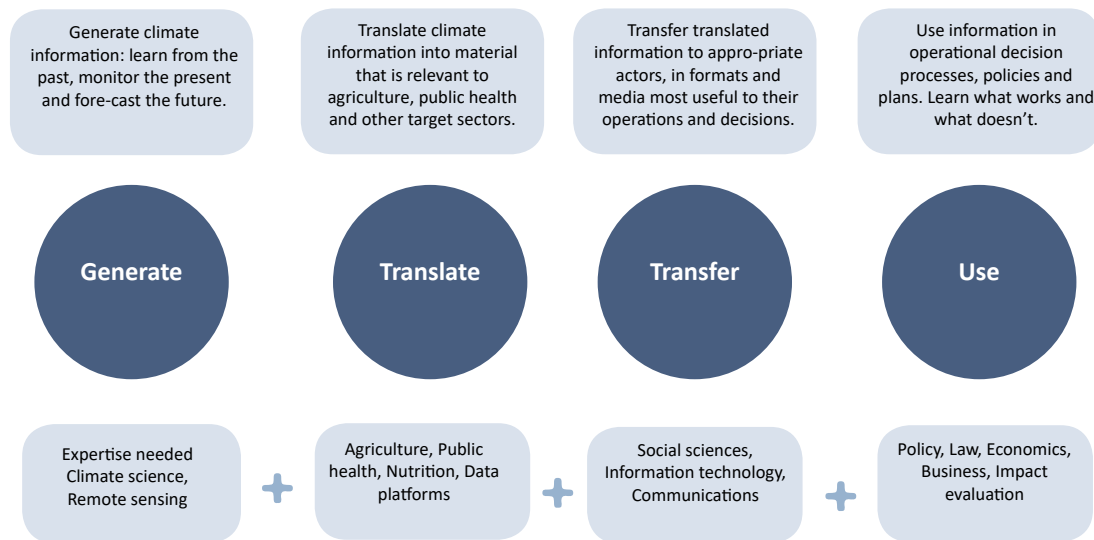 Generate climate
information: learn from the
past, monitor the present
and fore-cast the future.
Translate climate
information into material
that is relevant to
agriculture, public health
and other target sectors.
Transfer translated
information to appro-priate
actors, in formats and
media most useful to their
operations and decisions.
Use information in
operational decision
processes, policies and
plans. Learn what works and
what doesn’t.
Generate
Translate
Transfer
Use
Expertise needed
Climate science,
Remote sensing
Agriculture, Public
health, Nutrition, Data
platforms
Social sciences,
Information technology,
Communications
Policy, Law, Economics,
Business, Impact
evaluation